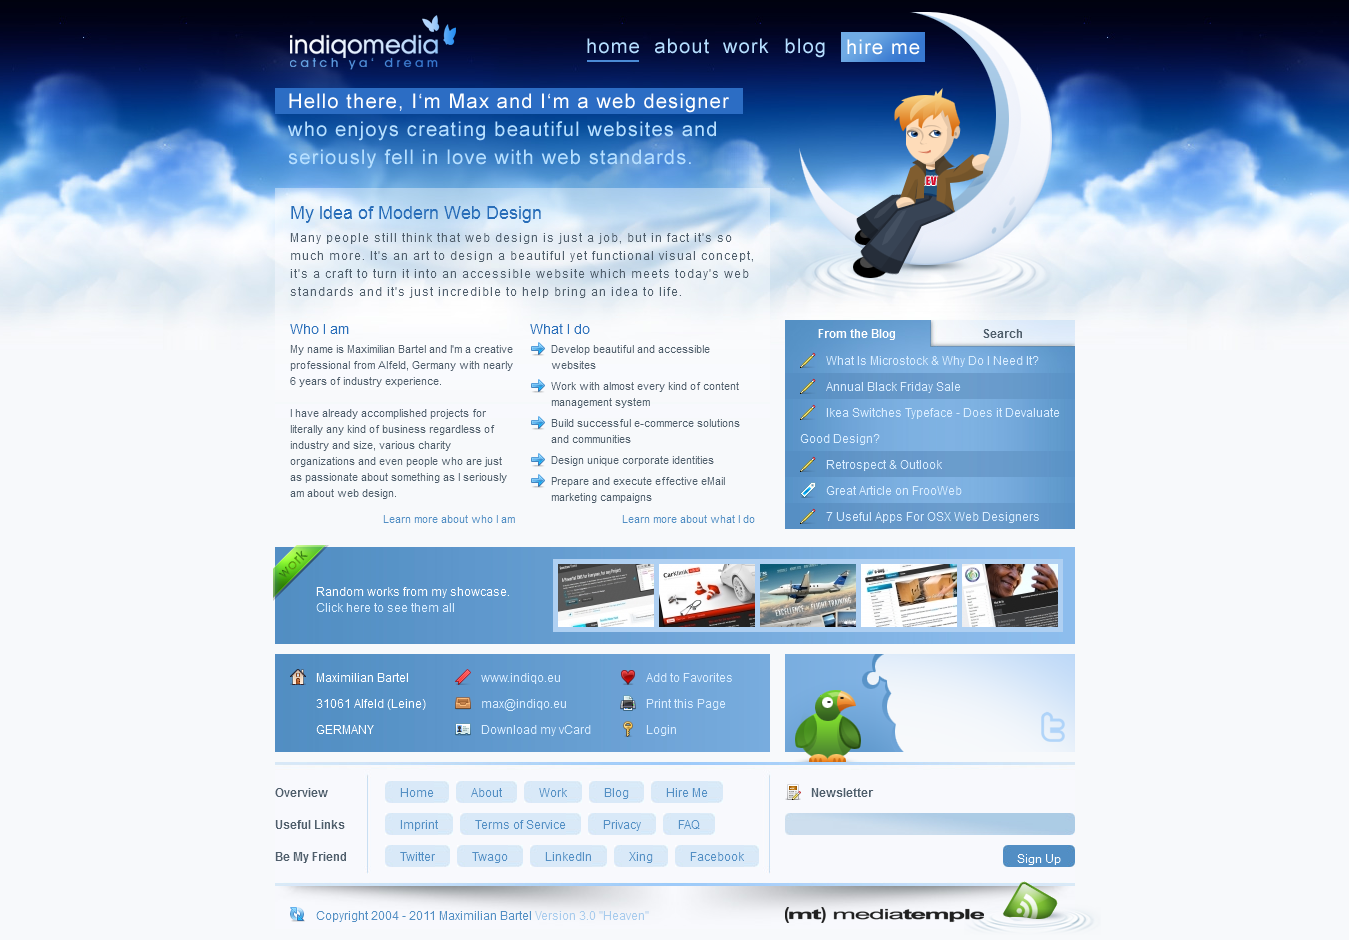 indiqomedia
catch ya' dream
home about work blog hire me
Hello there, I'm Max and I'm a web designer
who enjoys creating beautiful websites and
seriously fell in love with web standards.
My Idea of Modern Web Design
Many people still think that web design is just a job, but in fact it's so
much more. It's an art to design a beautiful yet functional visual concept,
it's a craft to turn it into an accessible website which meets today's web
standards and it's just incredible to help bring an idea to life.
Who I am
My name is Maximilian Bartel and I'm a creative
professional from Alfeld, Germany with nearly
6 years of industry experience.
I have already accomplished projects for
literally any kind of business regardless of
industry and size, various charity
organizations and even people who are just
as passionate about something as I seriously
am about web design.
Learn more about who I am
What I do
Develop beautiful and accessible
websites
Work with almost every kind of content
management system
Build successful e-commerce solutions
and communities
Design unique corporate identities
Prepare and execute effective eMail
marketing campaigns
Learn more about what I do
From the Blog
Search
What Is Microstock & Why Do I Need It?
Annual Black Friday Sale
Ikea Switches Typeface - Does it Devaluate
Good Design?
Retrospect & Outlook
Great Article on FrooWeb
7 Useful Apps For OSX Web Designers
work
Random works from my showcase.
Click here to see them all
CarKlinik
EXCELLENCE IN FLIGHT TRAINING
Maximilian Bartel
31061 Alfeld (Leine)
GERMANY
www.indiqo.eu
max@indiqo.eu
Download my vCard
Add to Favorites
Print this Page
Login
Overview
Home About Work Blog Hire Me
Useful Links
Imprint Terms of Service Privacy FAQ
Be My Friend
Twitter Twago LinkedIn Xing Facebook
Newsletter
Sign Up
Copyright 2004 - 2011 Maximilian Bartel Version 3.0 "Heaven"
(mt) mediatemple